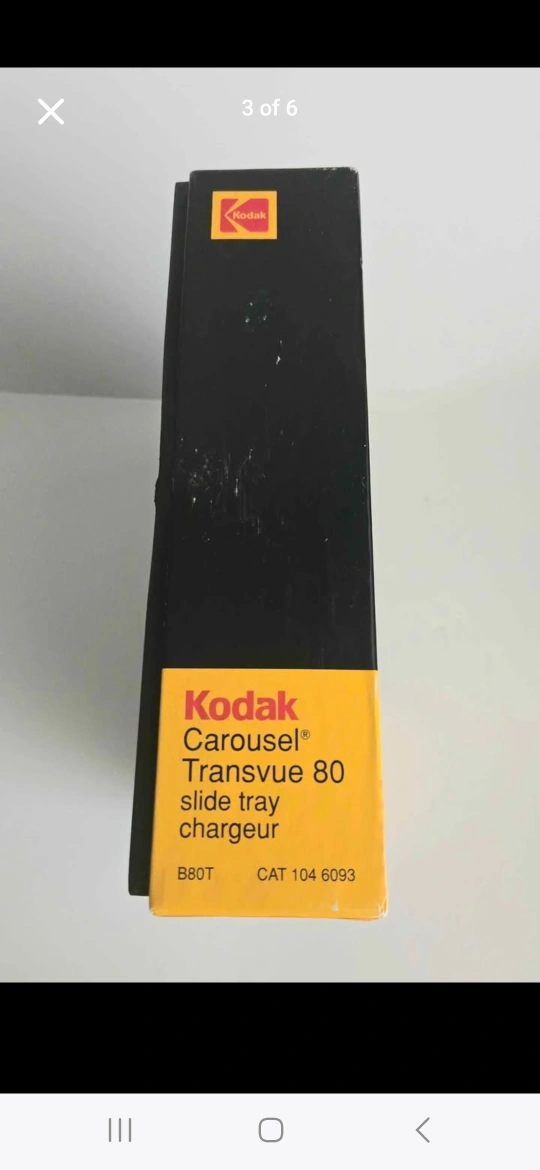 3 of 6
Kodak
Kodak
Carousel®
Transvue 80
slide tray
chargeur
B80T CAT 104 6093